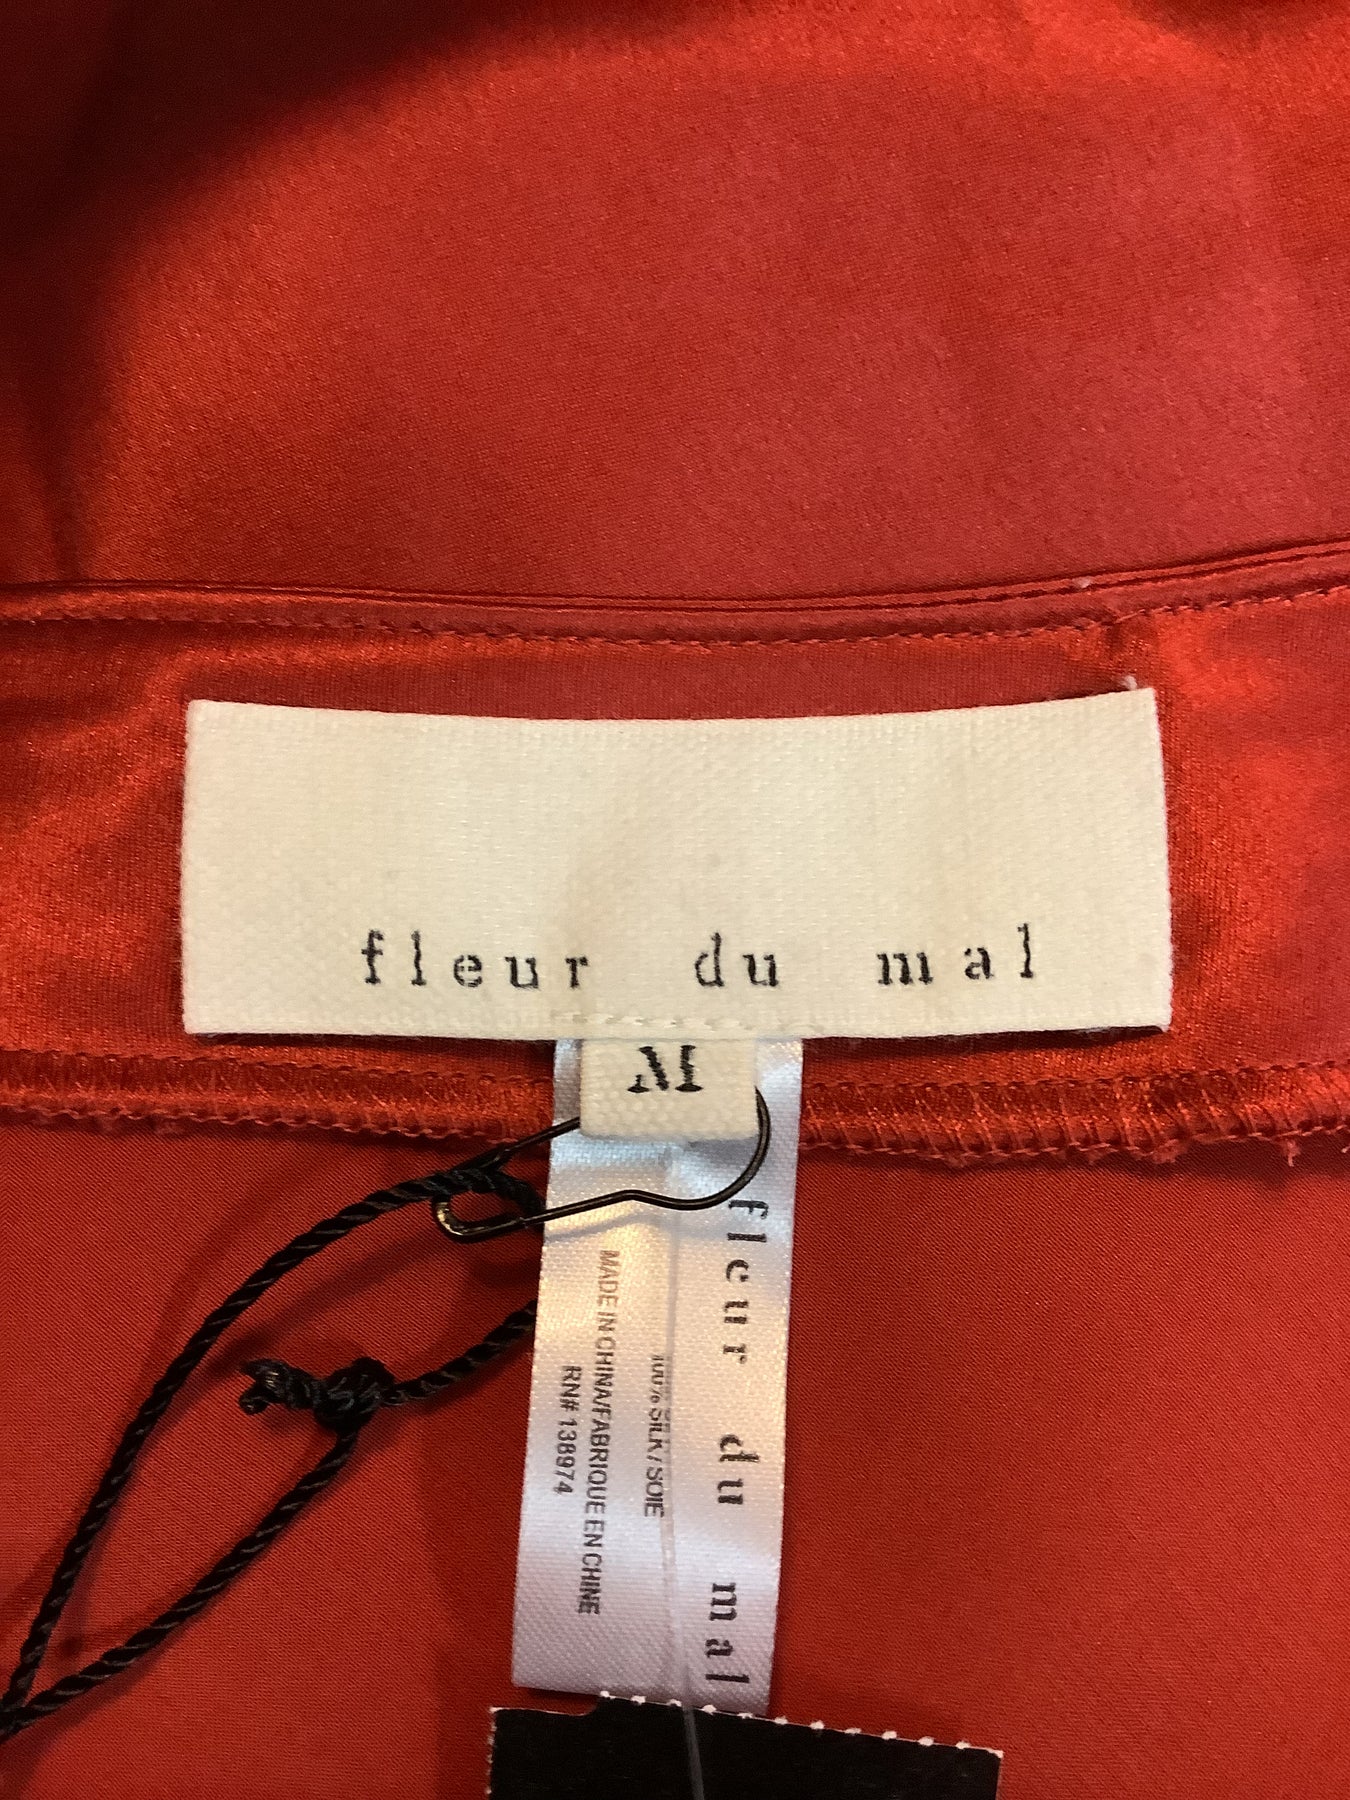 fleur du mal
M
fleur du mal
100% SILK / SOIE
MADE IN CHINA/FABRIQUE EN CHINE
RN# 138974